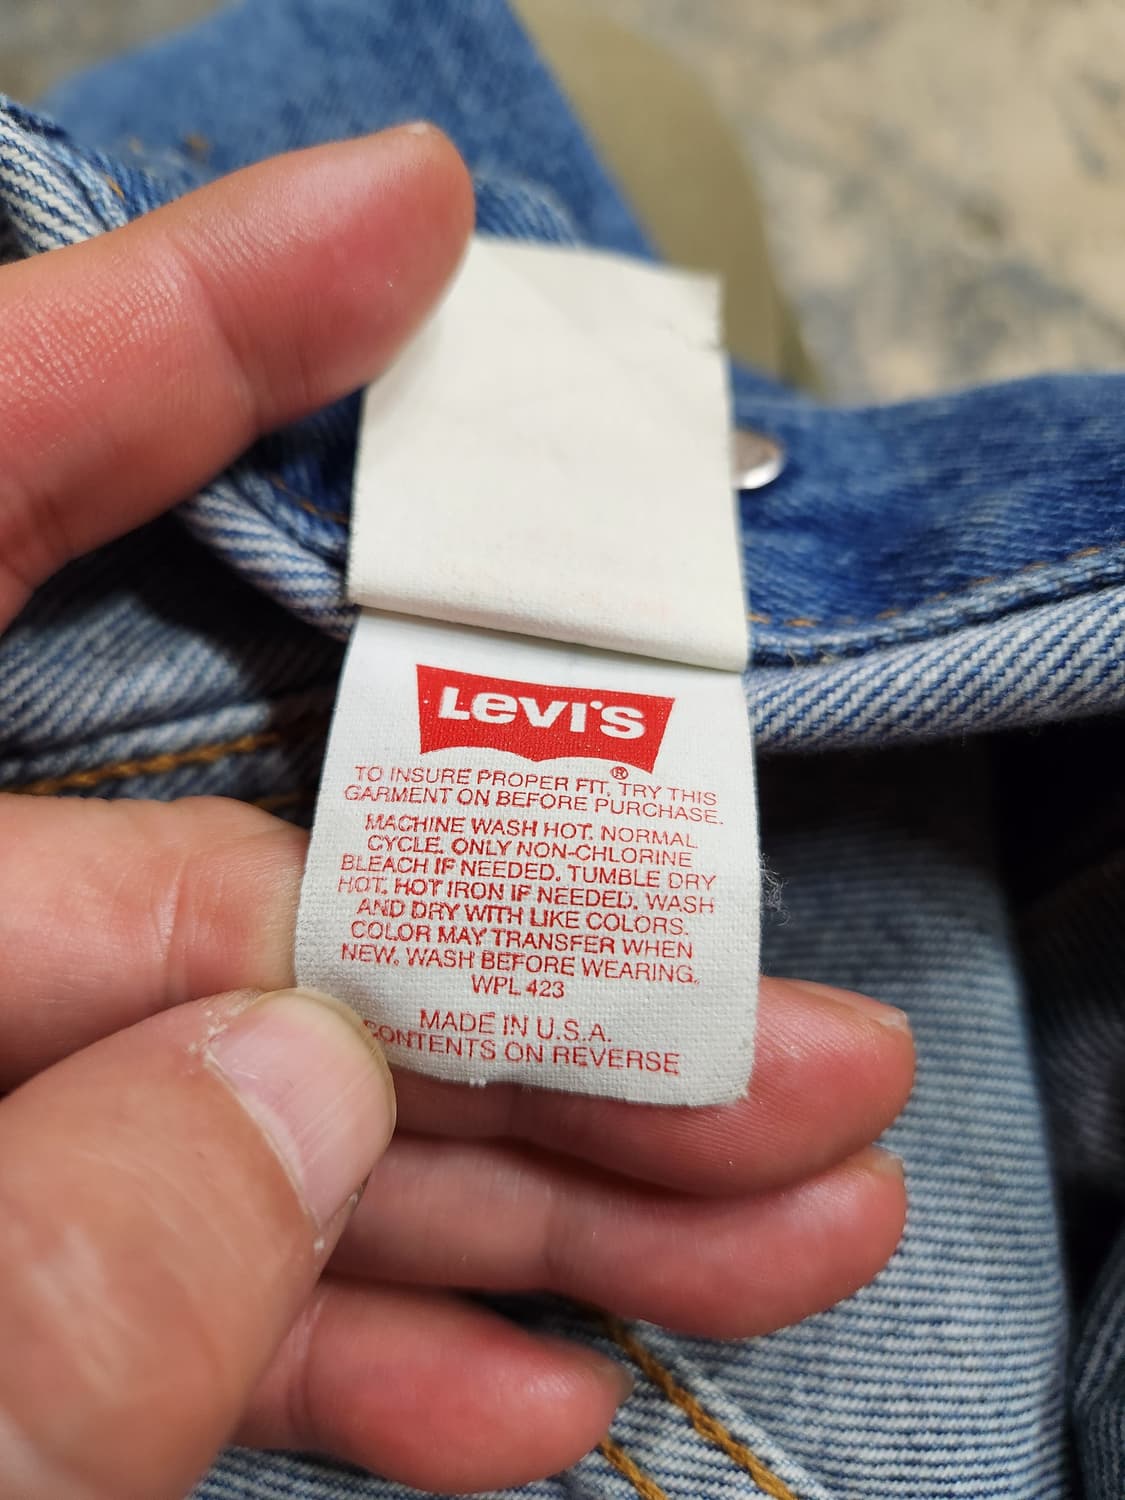 Levi's
®
TO INSURE PROPER FIT, TRY THIS
GARMENT ON BEFORE PURCHASE.
MACHINE WASH HOT. NORMAL
CYCLE. ONLY NON-CHLORINE
BLEACH IF NEEDED. TUMBLE DRY
HOT. HOT IRON IF NEEDED. WASH
AND DRY WITH LIKE COLORS.
COLOR MAY TRANSFER WHEN
NEW. WASH BEFORE WEARING.
WPL 423
MADE IN U.S.A.
CONTENTS ON REVERSE